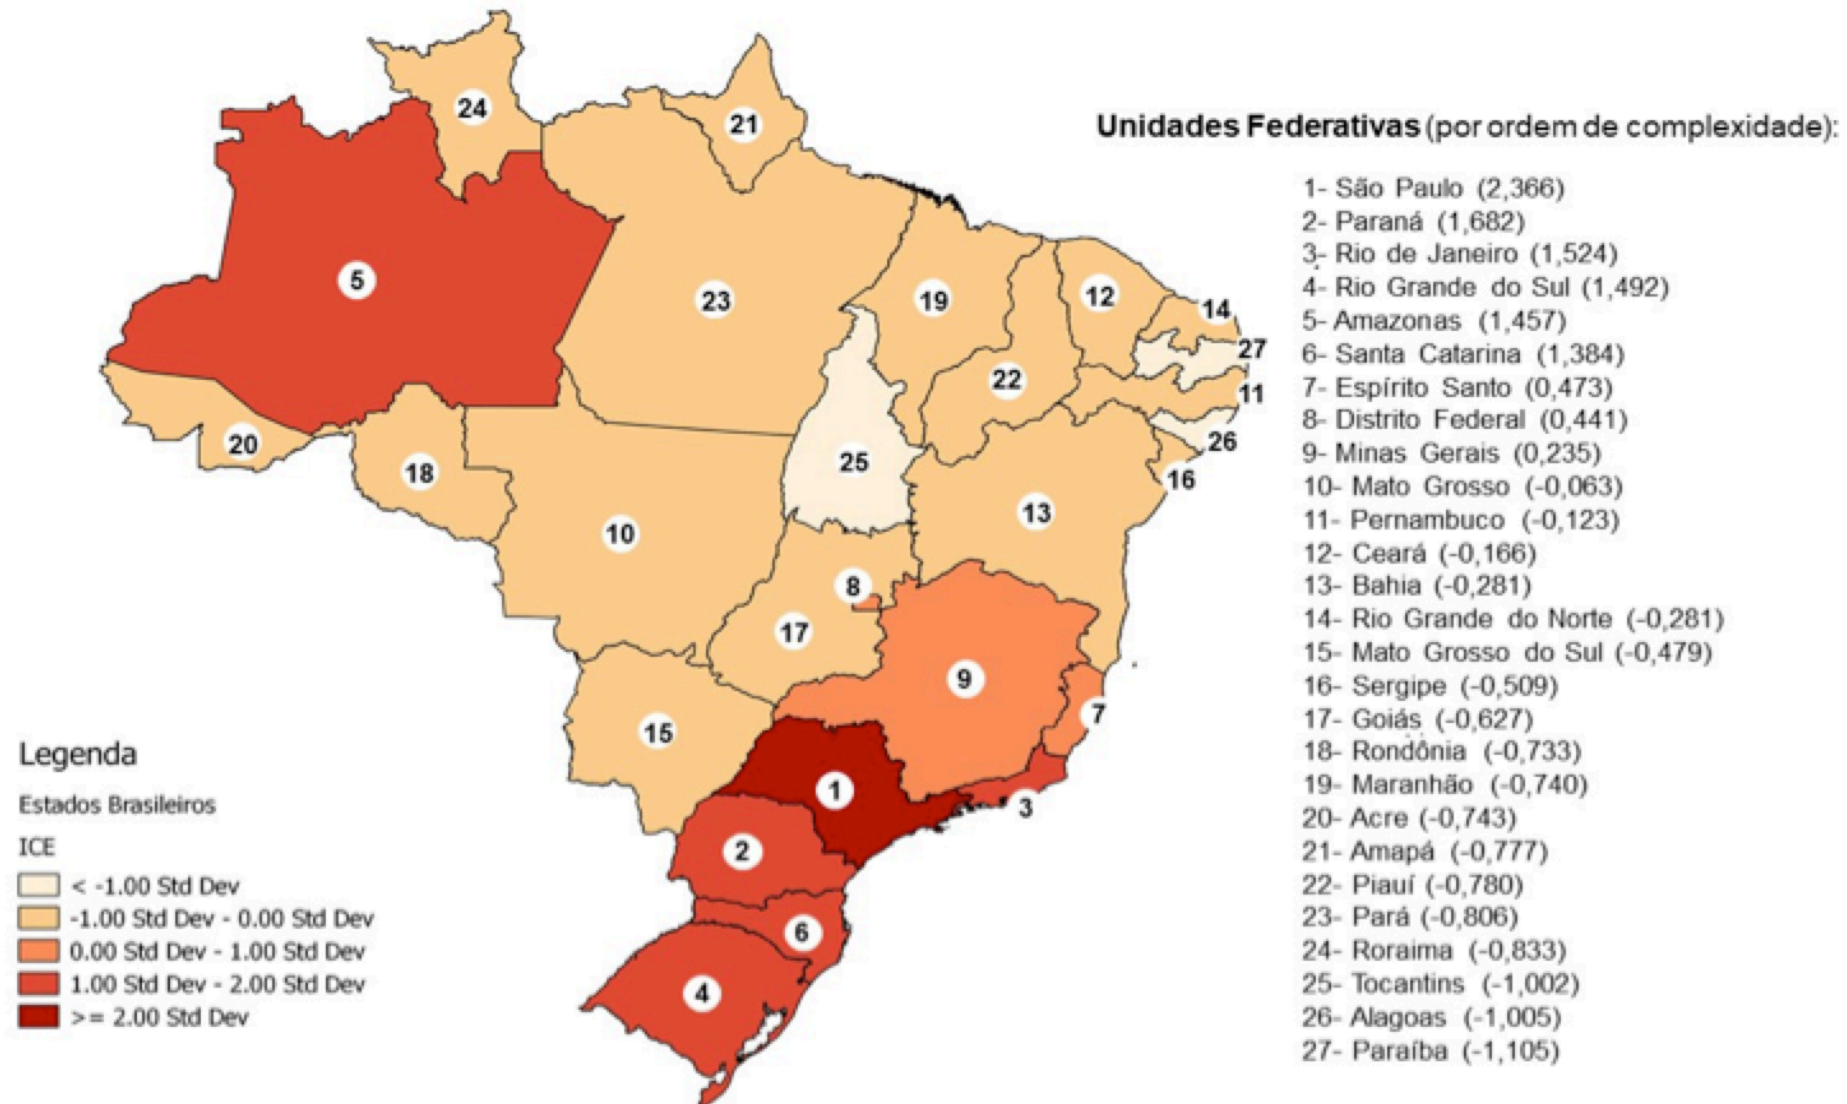 24
21
5
23
19
12
14
27
22
11
20
18
25
26
16
10
13
8
17
9
7
15
1
3
2
6
4
Legenda
Estados Brasileiros
ICE
< -1.00 Std Dev
-1.00 Std Dev - 0.00 Std Dev
0.00 Std Dev - 1.00 Std Dev
1.00 Std Dev - 2.00 Std Dev
>= 2.00 Std Dev
Unidades Federativas (por ordem de complexidade):
1- São Paulo (2,366)
2- Paraná (1,682)
3- Rio de Janeiro (1,524)
4- Rio Grande do Sul (1,492)
5- Amazonas (1,457)
6- Santa Catarina (1,384)
7- Espírito Santo (0,473)
8- Distrito Federal (0,441)
9- Minas Gerais (0,235)
10- Mato Grosso (-0,063)
11- Pernambuco (-0,123)
12- Ceará (-0,166)
13- Bahia (-0,281)
14- Rio Grande do Norte (-0,281)
15- Mato Grosso do Sul (-0,479)
16- Sergipe (-0,509)
17- Goiás (-0,627)
18- Rondônia (-0,733)
19- Maranhão (-0,740)
20- Acre (-0,743)
21- Amapá (-0,777)
22- Piauí (-0,780)
23- Pará (-0,806)
24- Roraima (-0,833)
25- Tocantins (-1,002)
26- Alagoas (-1,005)
27- Paraíba (-1,105)